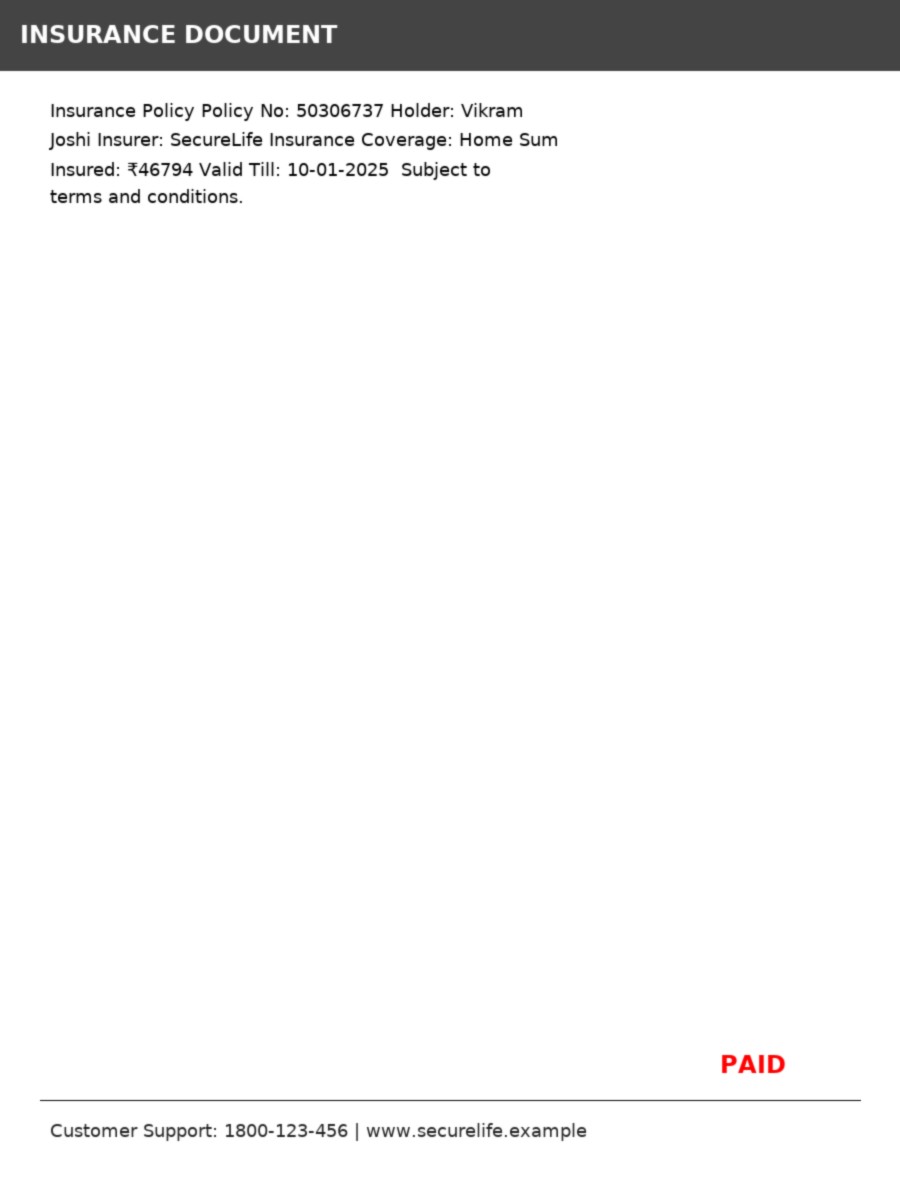 INSURANCE DOCUMENT
Insurance Policy Policy No: 50306737 Holder: Vikram
Joshi Insurer: SecureLife Insurance Coverage: Home Sum
Insured: ₹46794 Valid Till: 10-01-2025  Subject to
terms and conditions.
PAID
Customer Support: 1800-123-456 | www.securelife.example